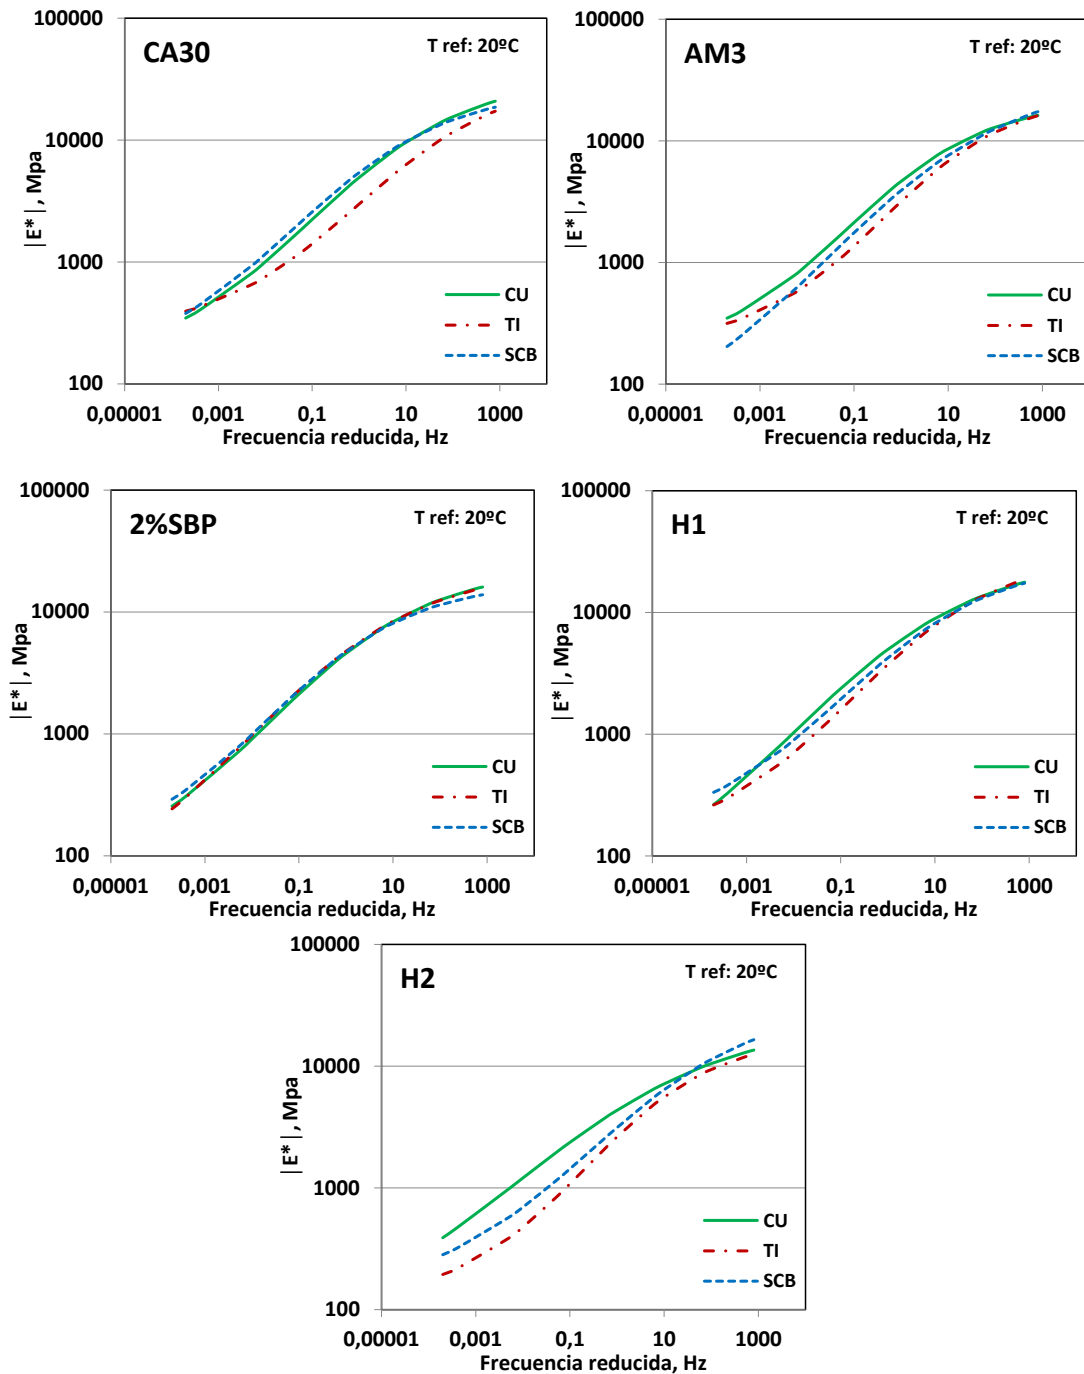 100000
CA30
T ref: 20ºC
10000
1000
100
|E*|, Mpa
CU
TI
SCB
0,00001 0,001 0,1 10 1000
Frecuencia reducida, Hz
100000
AM3
T ref: 20ºC
10000
1000
100
|E*|, Mpa
CU
TI
SCB
0,00001 0,001 0,1 10 1000
Frecuencia reducida, Hz
100000
2%SBP
T ref: 20ºC
10000
1000
100
|E*|, Mpa
CU
TI
SCB
0,00001 0,001 0,1 10 1000
Frecuencia reducida, Hz
100000
H1
T ref: 20ºC
10000
1000
100
|E*|, Mpa
CU
TI
SCB
0,00001 0,001 0,1 10 1000
Frecuencia reducida, Hz
100000
H2
T ref: 20ºC
10000
1000
100
|E*|, Mpa
CU
TI
SCB
0,00001 0,001 0,1 10 1000
Frecuencia reducida, Hz